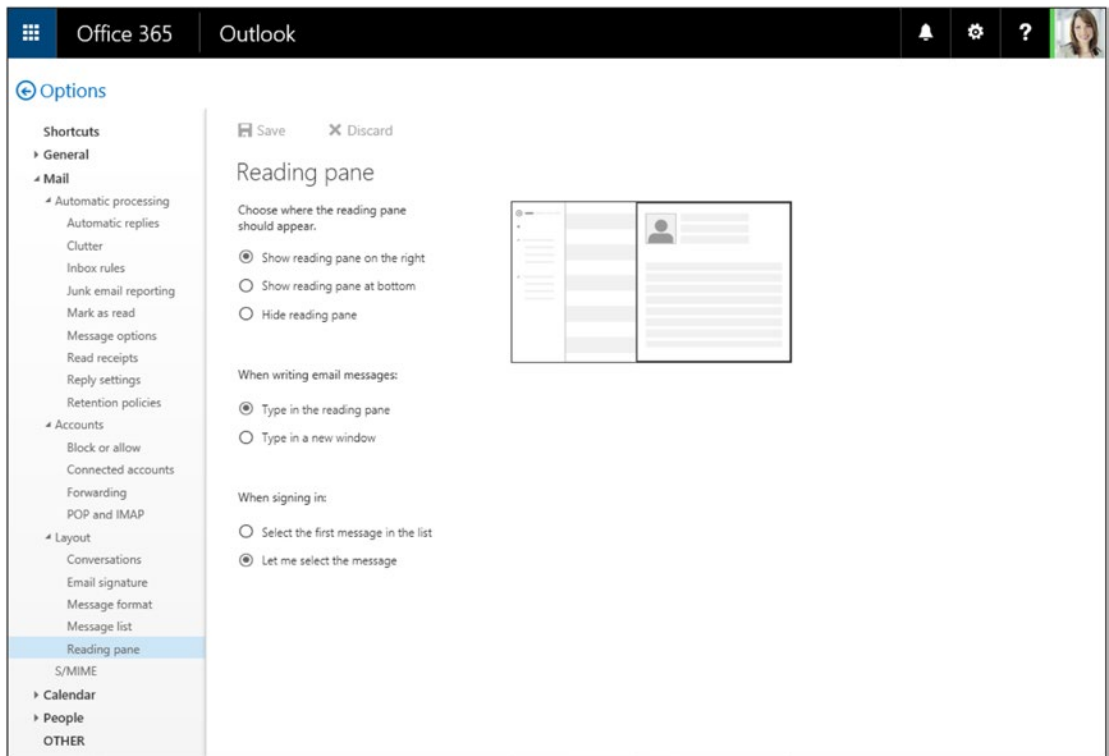 Office 365
Outlook
?
Options
Shortcuts
General
Mail
Automatic processing
Automatic replies
Clutter
Inbox rules
Junk email reporting
Mark as read
Message options
Read receipts
Reply settings
Retention policies
Accounts
Block or allow
Connected accounts
Forwarding
POP and IMAP
Layout
Conversations
Email signature
Message format
Message list
Reading pane
S/MIME
Calendar
People
OTHER
Save
Discard
Reading pane
Choose where the reading pane
should appear.
Show reading pane on the right
Show reading pane at bottom
Hide reading pane
When writing email messages:
Type in the reading pane
Type in a new window
When signing in:
Select the first message in the list
Let me select the message